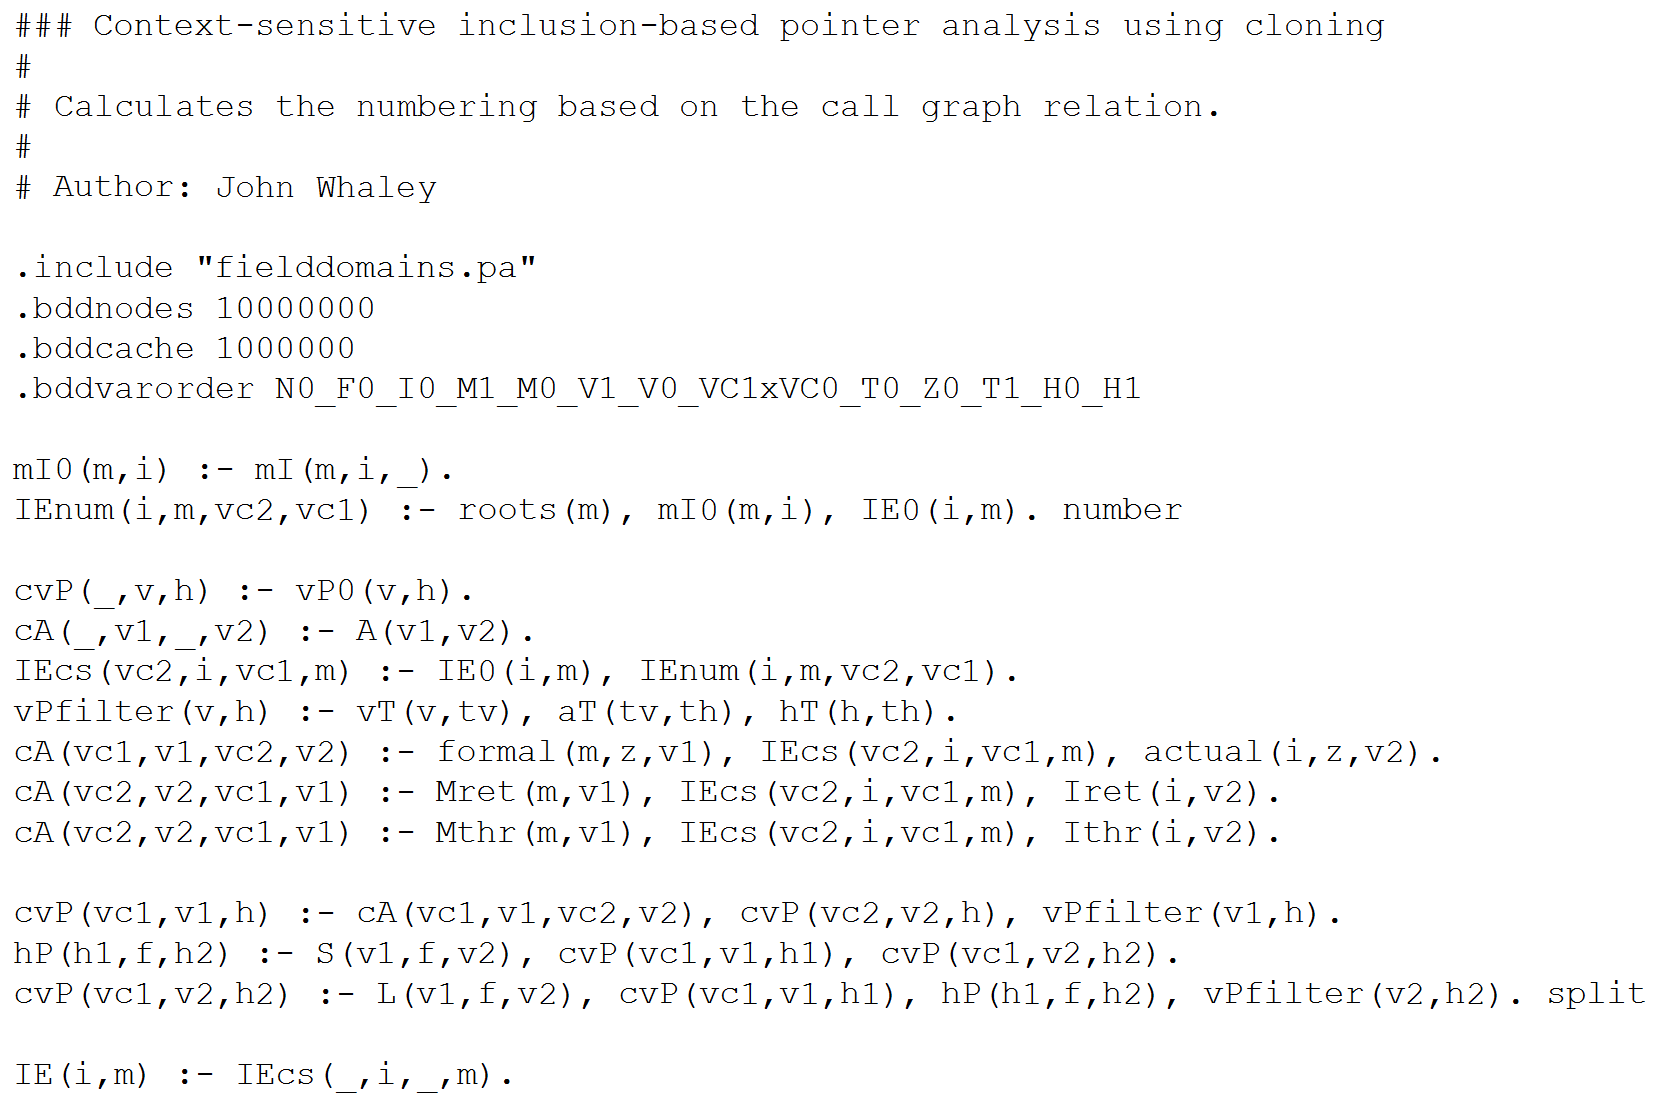 ### Context-sensitive inclusion-based pointer analysis using cloning
#
# Calculates the numbering based on the call graph relation.
#
# Author: John Whaley
.include "fielddomains.pa"
.bddnodes 10000000
.bddcache 1000000
.bddvarorder N0_F0_I0_M1_M0_V1_V0_VC1xVC0_T0_Z0_T1_H0_H1
mI0(m,i) :- mI(m,i,_).
IEnum(i,m,vc2,vc1) :- roots(m), mI0(m,i), IE0(i,m). number
cvP(_,v,h) :- vP0(v,h).
cA(_,v1,_,v2) :- A(v1,v2).
IEcs(vc2,i,vc1,m) :- IE0(i,m), IEnum(i,m,vc2,vc1).
vPfilter(v,h) :- vT(v,tv), aT(tv,th), hT(h,th).
cA(vc1,v1,vc2,v2) :- formal(m,z,v1), IEcs(vc2,i,vc1,m), actual(i,z,v2).
cA(vc2,v2,vc1,v1) :- Mret(m,v1), IEcs(vc2,i,vc1,m), Iret(i,v2).
cA(vc2,v2,vc1,v1) :- Mthr(m,v1), IEcs(vc2,i,vc1,m), Ithr(i,v2).
cvP(vc1,v1,h) :- cA(vc1,v1,vc2,v2), cvP(vc2,v2,h), vPfilter(v1,h).
hP(h1,f,h2) :- S(v1,f,v2), cvP(vc1,v1,h1), cvP(vc1,v2,h2).
cvP(vc1,v2,h2) :- L(v1,f,v2), cvP(vc1,v1,h1), hP(h1,f,h2), vPfilter(v2,h2). split
IE(i,m) :- IEcs(_,i,_,m).